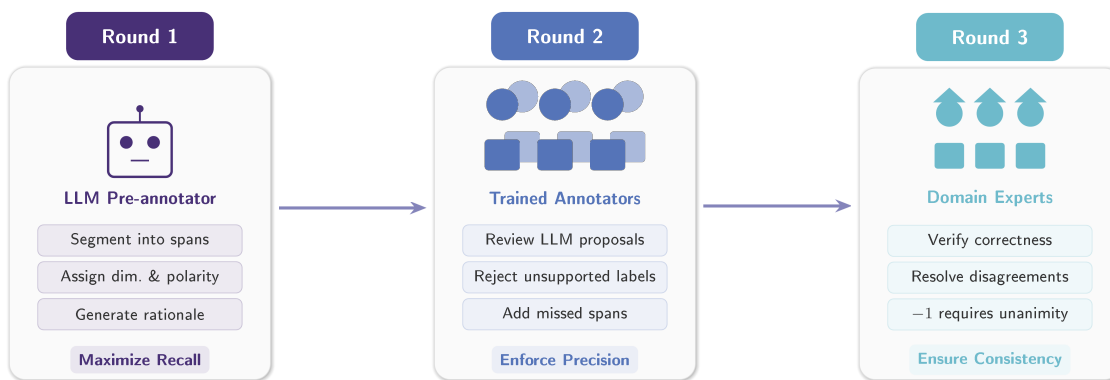 Round 1
LLM Pre-annotator
Segment into spans
Assign dim. & polarity
Generate rationale
Maximize Recall
Round 2
Trained Annotators
Review LLM proposals
Reject unsupported labels
Add missed spans
Enforce Precision
Round 3
Domain Experts
Verify correctness
Resolve disagreements
−1 requires unanimity
Ensure Consistency